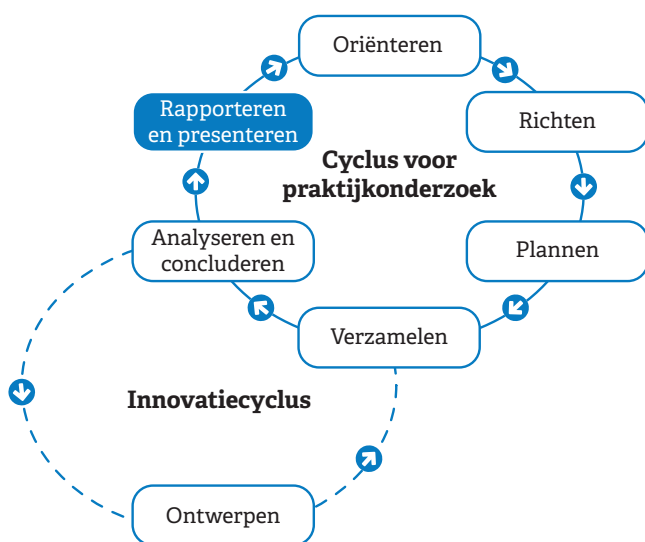 Oriënteren
Rapporteren
en presenteren
Richten
Cyclus voor
praktijkonderzoek
Analyseren en
concluderen
Plannen
Verzamelen
Innovatiecyclus
Ontwerpen